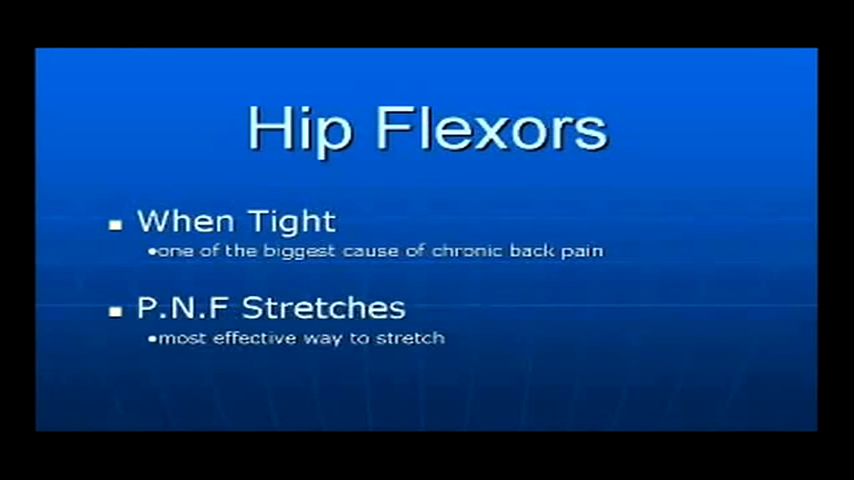 Hip Flexors
When Tight
•one of the biggest cause of chronic back pain
P.N.F Stretches
•most effective way to stretch